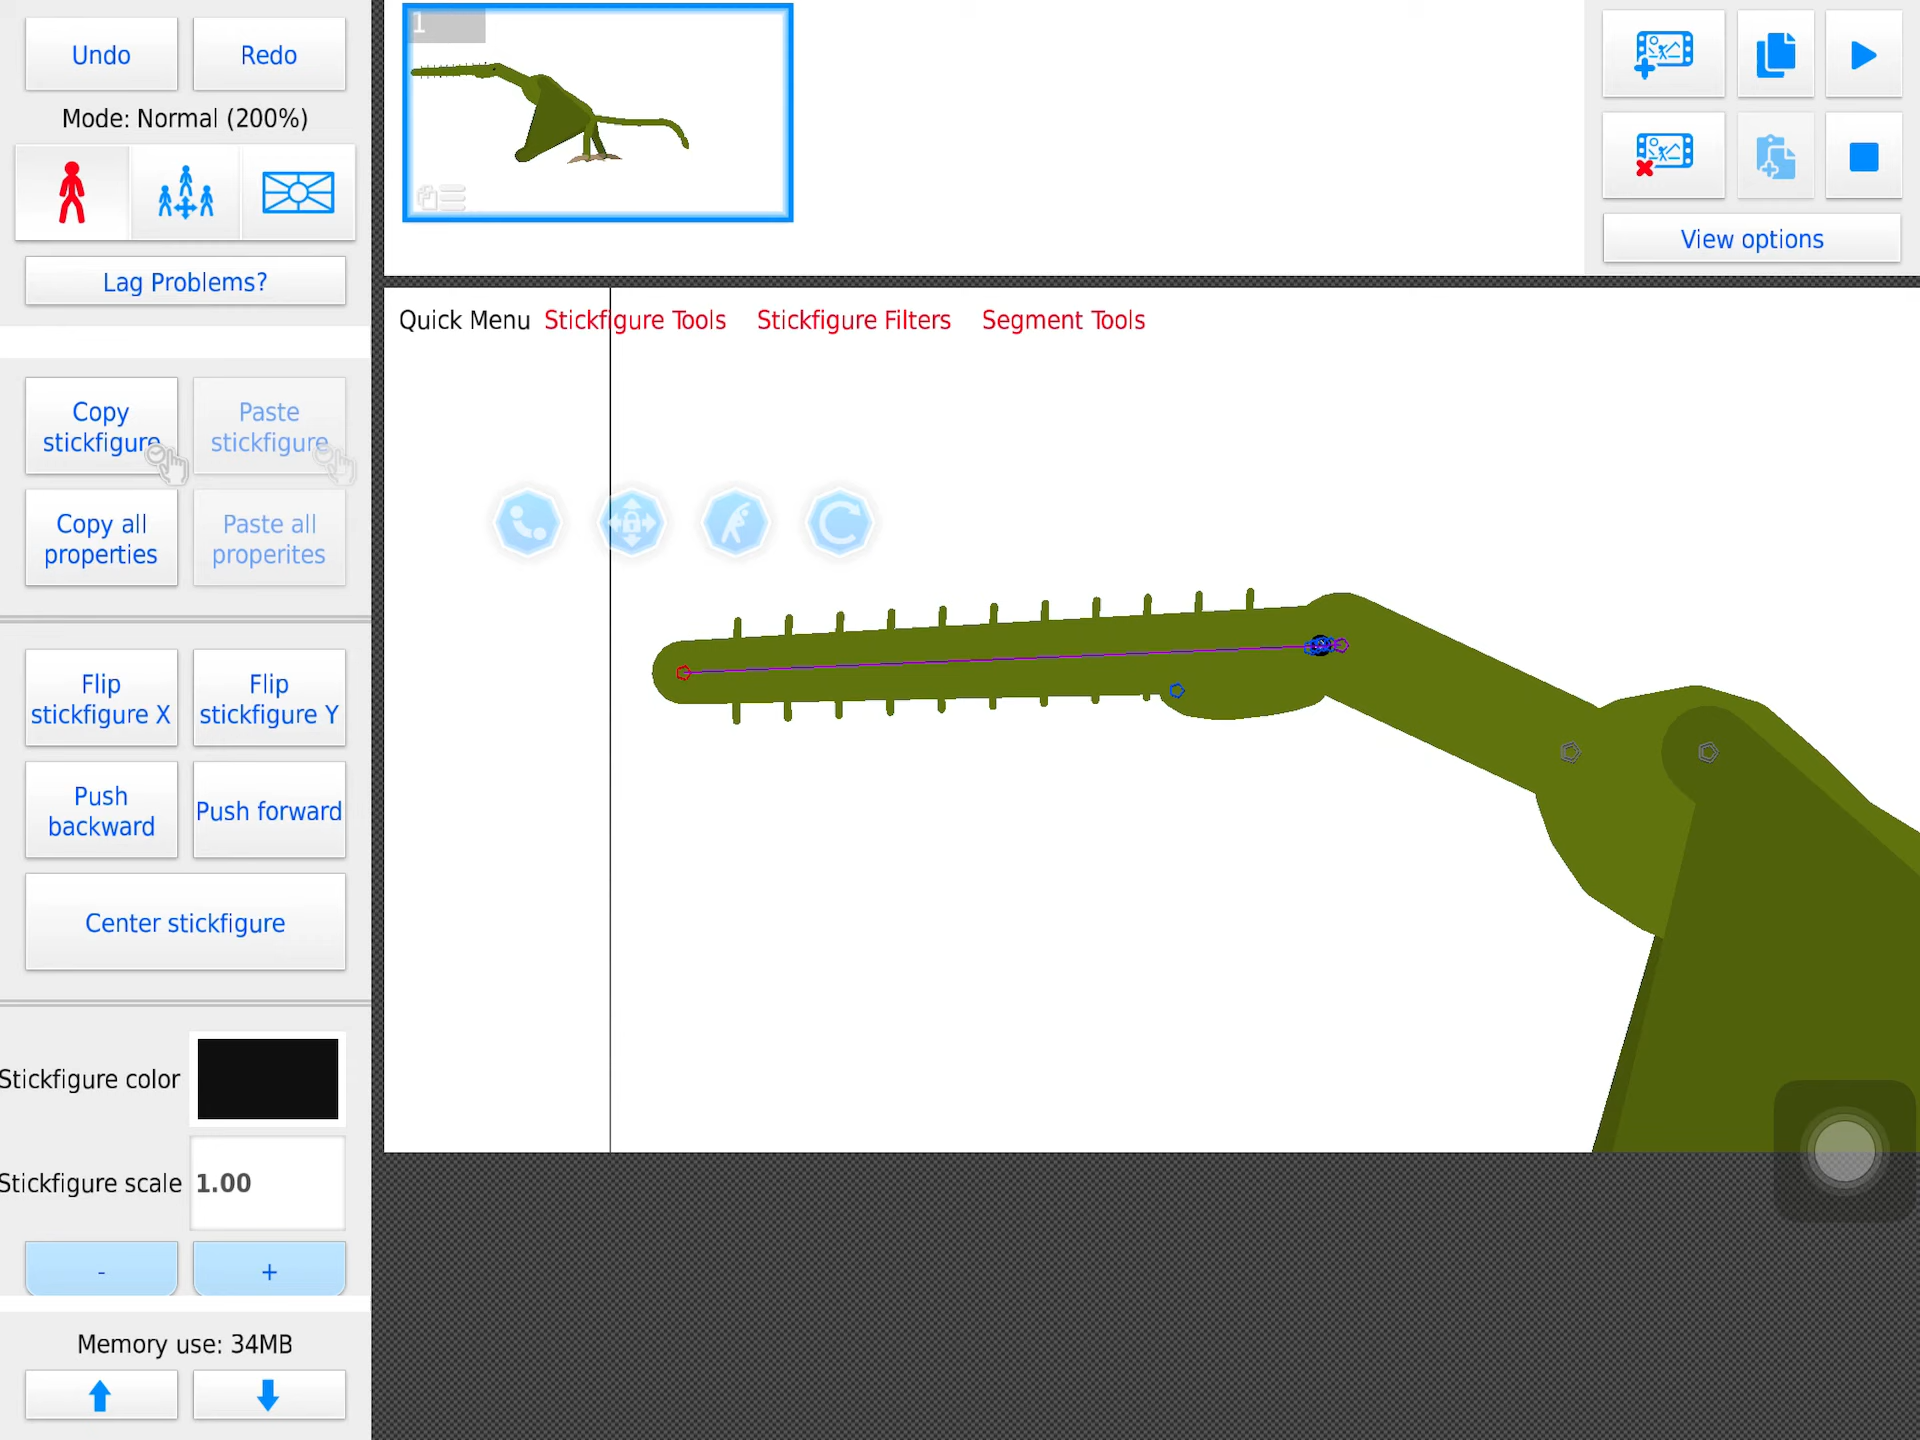 Undo
Redo
Mode: Normal (200%)
Lag Problems?
1
View options
Quick Menu Stickfigure Tools Stickfigure Filters Segment Tools
Copy
stickfigure
Paste
stickfigure
Copy all
properties
Paste all
properites
Flip
stickfigure X
Flip
stickfigure Y
Push
backward
Push forward
Center stickfigure
Stickfigure color
Stickfigure scale 1.00
-
+
Memory use: 34MB